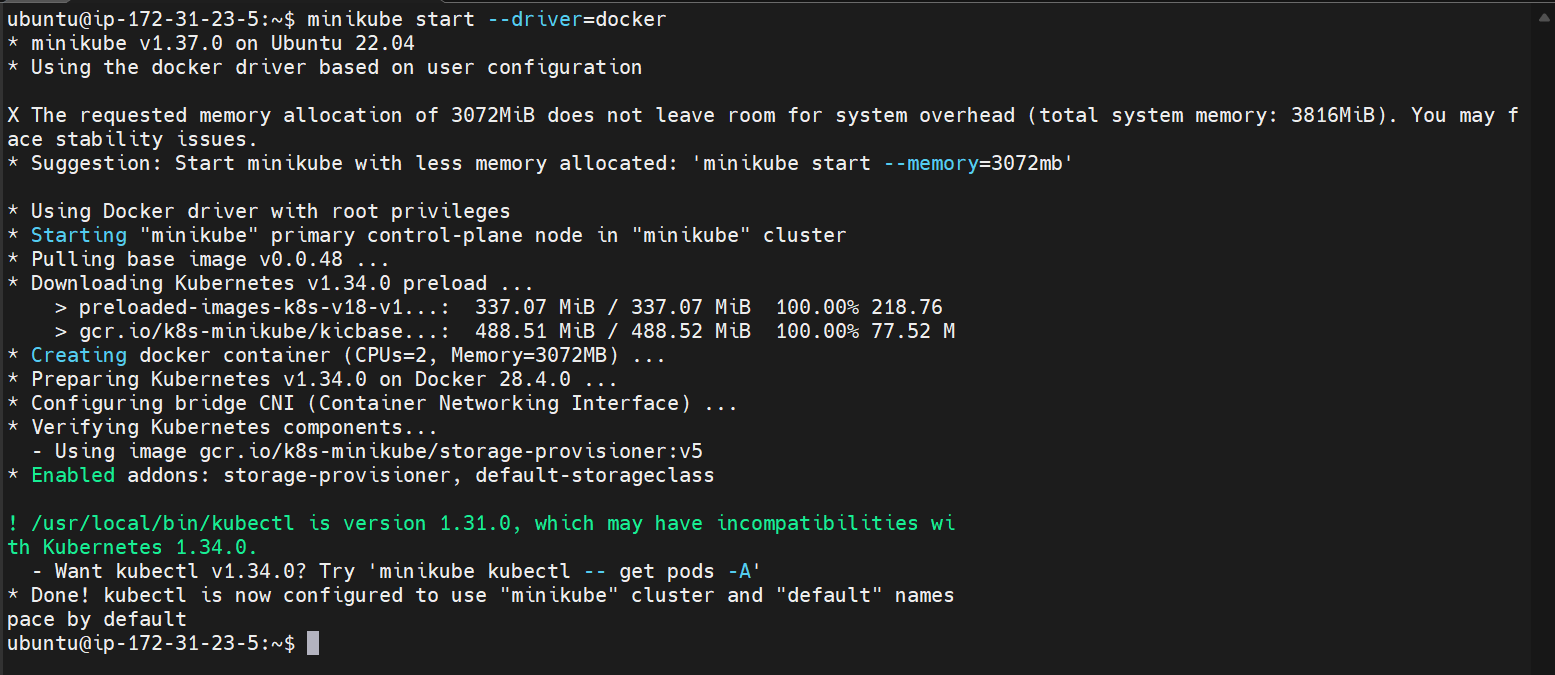 ubuntu@ip-172-31-23-5:~$ minikube start --driver=docker
* minikube v1.37.0 on Ubuntu 22.04
* Using the docker driver based on user configuration
X The requested memory allocation of 3072MiB does not leave room for system overhead (total system memory: 3816MiB). You may f
ace stability issues.
* Suggestion: Start minikube with less memory allocated: 'minikube start --memory=3072mb'
* Using Docker driver with root privileges
* Starting "minikube" primary control-plane node in "minikube" cluster
* Pulling base image v0.0.48 ...
* Downloading Kubernetes v1.34.0 preload ...
    > preloaded-images-k8s-v18-v1...:  337.07 MiB / 337.07 MiB  100.00% 218.76
    > gcr.io/k8s-minikube/kicbase...:  488.51 MiB / 488.52 MiB  100.00% 77.52 M
* Creating docker container (CPUs=2, Memory=3072MB) ...
* Preparing Kubernetes v1.34.0 on Docker 28.4.0 ...
* Configuring bridge CNI (Container Networking Interface) ...
* Verifying Kubernetes components...
  - Using image gcr.io/k8s-minikube/storage-provisioner:v5
* Enabled addons: storage-provisioner, default-storageclass
! /usr/local/bin/kubectl is version 1.31.0, which may have incompatibilities wi
th Kubernetes 1.34.0.
  - Want kubectl v1.34.0? Try 'minikube kubectl -- get pods -A'
* Done! kubectl is now configured to use "minikube" cluster and "default" names
pace by default
ubuntu@ip-172-31-23-5:~$